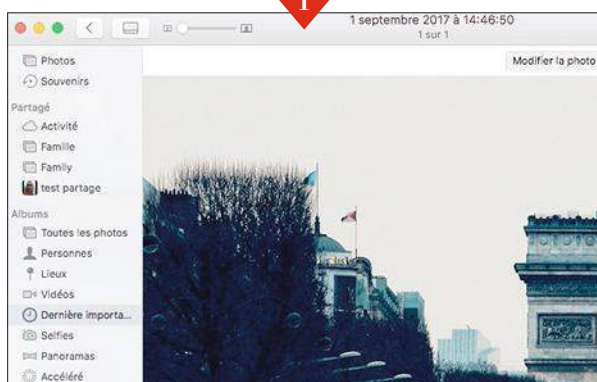 1
1 septembre 2017 à 14:46:50
1 sur 1
Modifier la photo
Photos
Souvenirs
Partagé
Activité
Famille
Family
test partage
Albums
Toutes les photos
Personnes
Lieux
Vidéos
Dernière importa...
Selfies
Panoramas
Accéléré